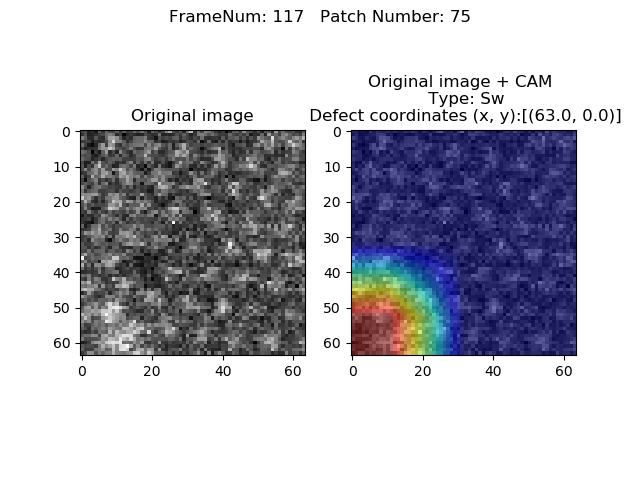 FrameNum: 117   Patch Number: 75
Original image
Original image + CAM
Type: Sw
Defect coordinates (x, y):[(63.0, 0.0)]
0
10
20
30
40
50
60
0 20 40 60
0
10
20
30
40
50
60
0 20 40 60